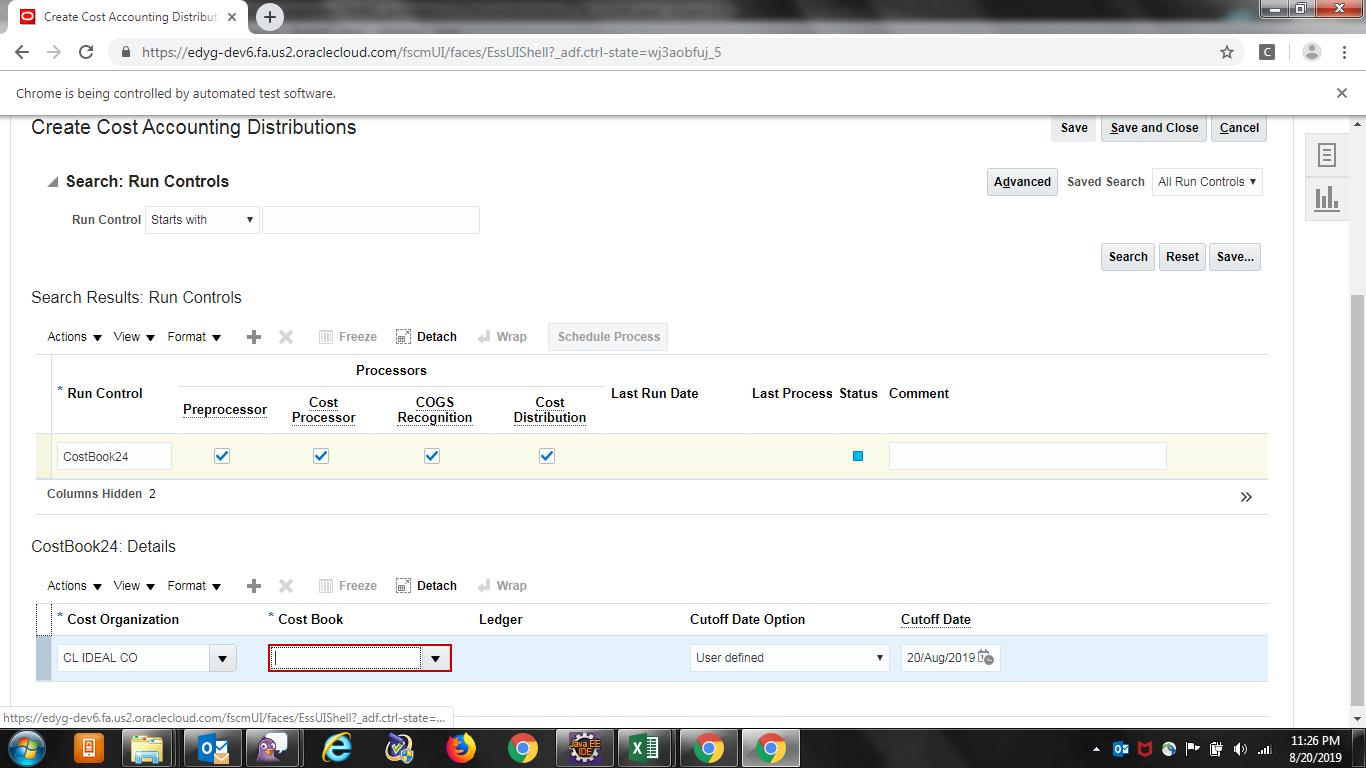 Create Cost Accounting Distribut
https://edyg-dev6.fa.us2.oraclecloud.com/fscmUI/faces/EssUIShell?_adf.ctrl-state=wj3aobfuj_5
C
Chrome is being controlled by automated test software.
Create Cost Accounting Distributions
Save Save and Close Cancel
Search: Run Controls
Advanced Saved Search All Run Controls
Run Control Starts with
Search Reset Save...
Search Results: Run Controls
Actions View Format Freeze Detach Wrap Schedule Process
Processors
* Run Control Preprocessor Cost Processor COGS Recognition Cost Distribution Last Run Date Last Process Status Comment
CostBook24
Columns Hidden 2
CostBook24: Details
Actions View Format Freeze Detach Wrap
* Cost Organization * Cost Book Ledger Cutoff Date Option Cutoff Date
CL IDEAL CO User defined 20/Aug/2019
https://edyg-dev6.fa.us2.oraclecloud.com/fscmUI/faces/EssUIShell?_adf.ctrl-state=...
Java EE
IDE
11:26 PM
8/20/2019